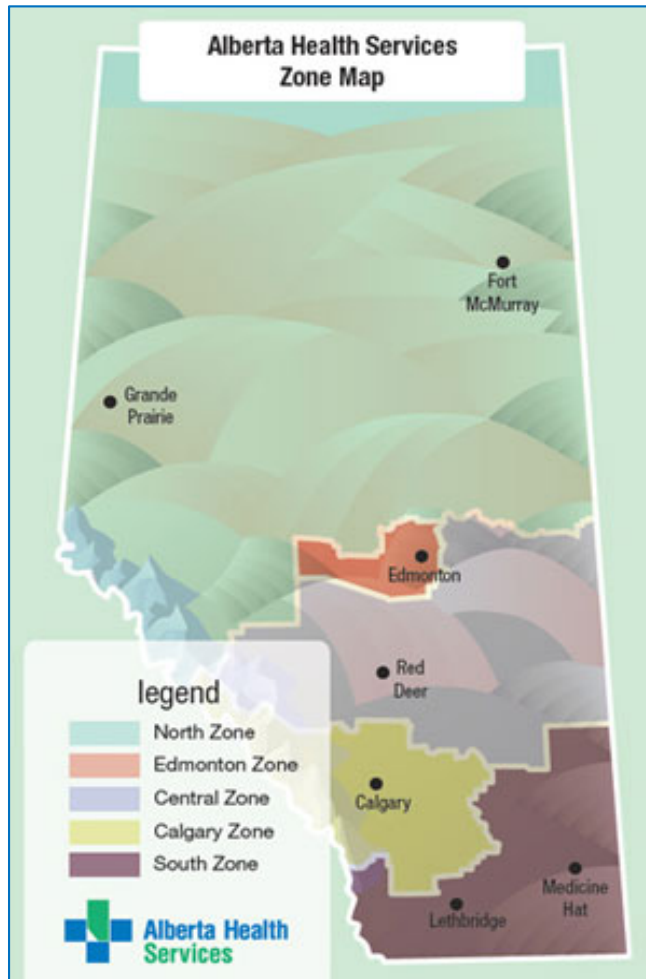 Alberta Health Services
Zone Map
Fort
McMurray
Grande
Prairie
Edmonton
Red
Deer
Calgary
Medicine
Hat
Lethbridge
legend
North Zone
Edmonton Zone
Central Zone
Calgary Zone
South Zone
Alberta Health
Services